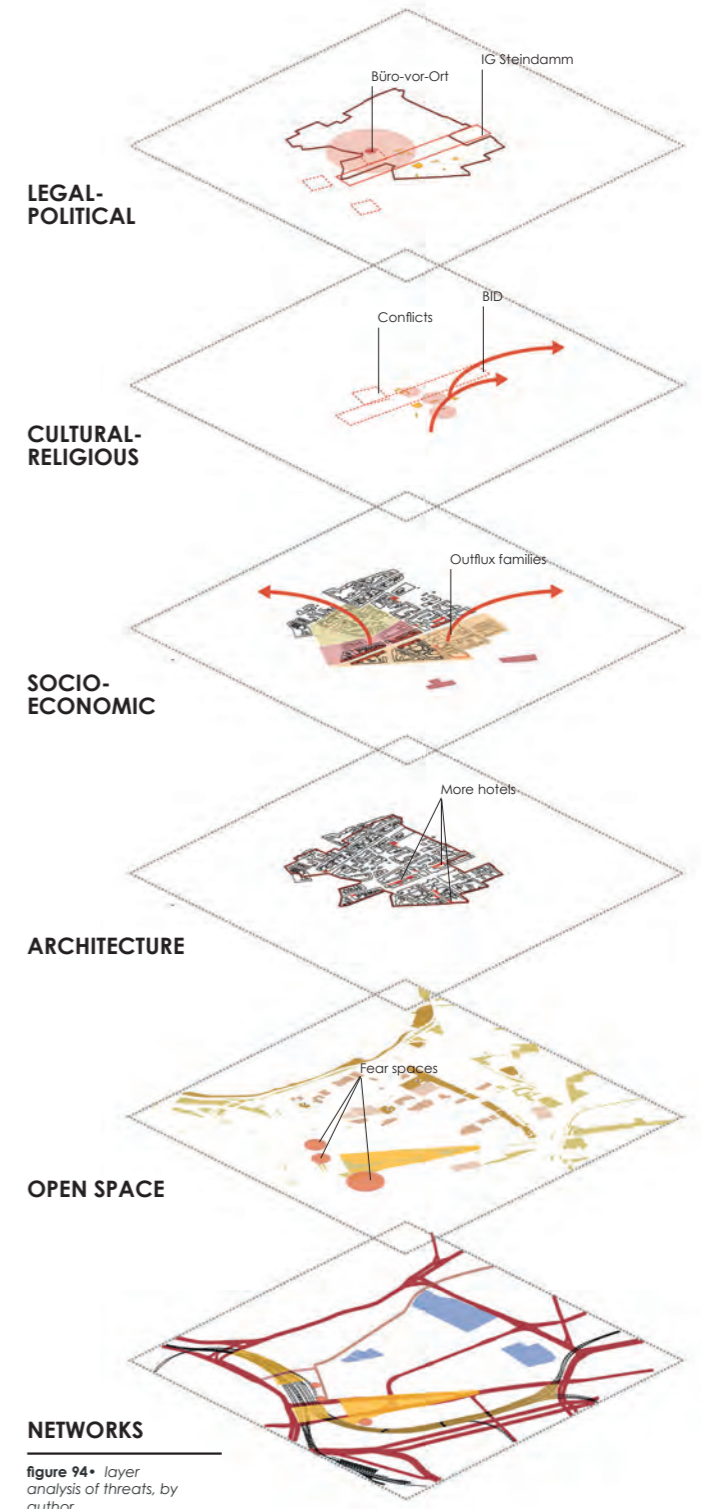 IG Steindamm
Büro-vor-Ort
LEGAL-
POLITICAL
BID
Conflicts
CULTURAL-
RELIGIOUS
Outflux families
SOCIO-
ECONOMIC
More hotels
ARCHITECTURE
Fear spaces
OPEN SPACE
NETWORKS
figure 94• layer
analysis of threats, by
author